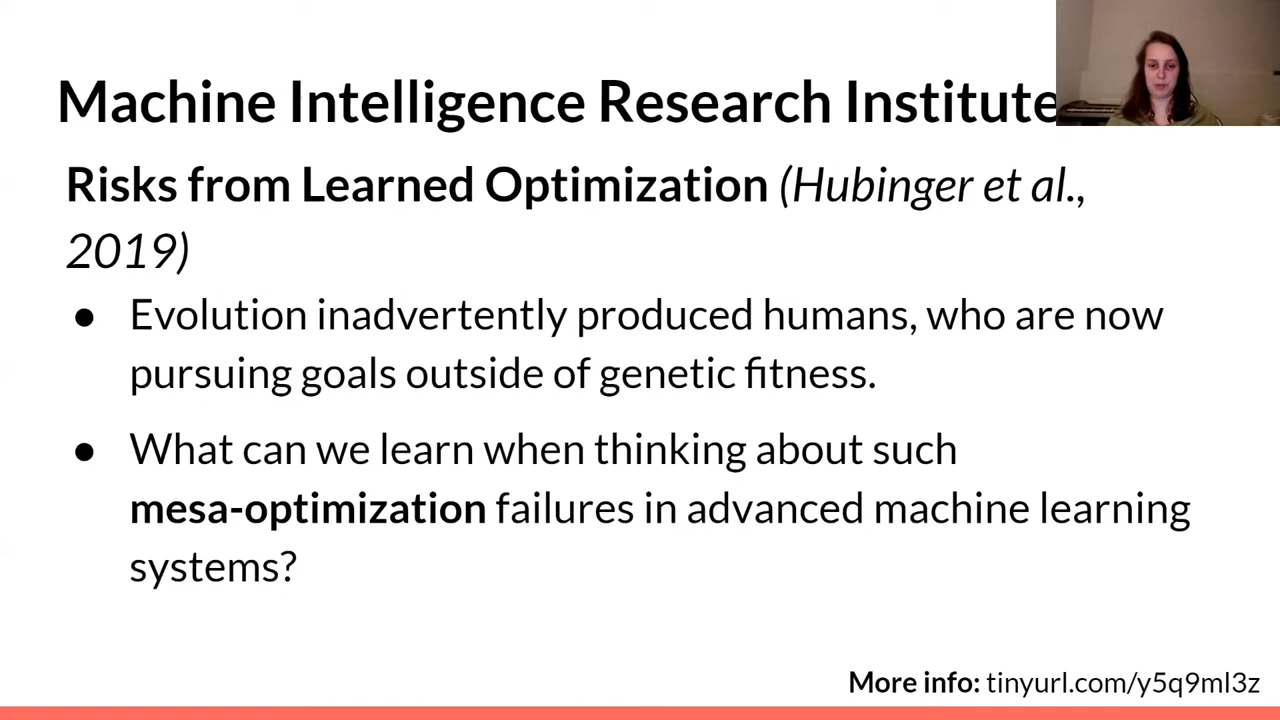 Machine Intelligence Research Institute
Risks from Learned Optimization (Hubinger et al.,
2019)
● Evolution inadvertently produced humans, who are now
pursuing goals outside of genetic fitness.
● What can we learn when thinking about such
mesa-optimization failures in advanced machine learning
systems?
More info: tinyurl.com/y5q9ml3z